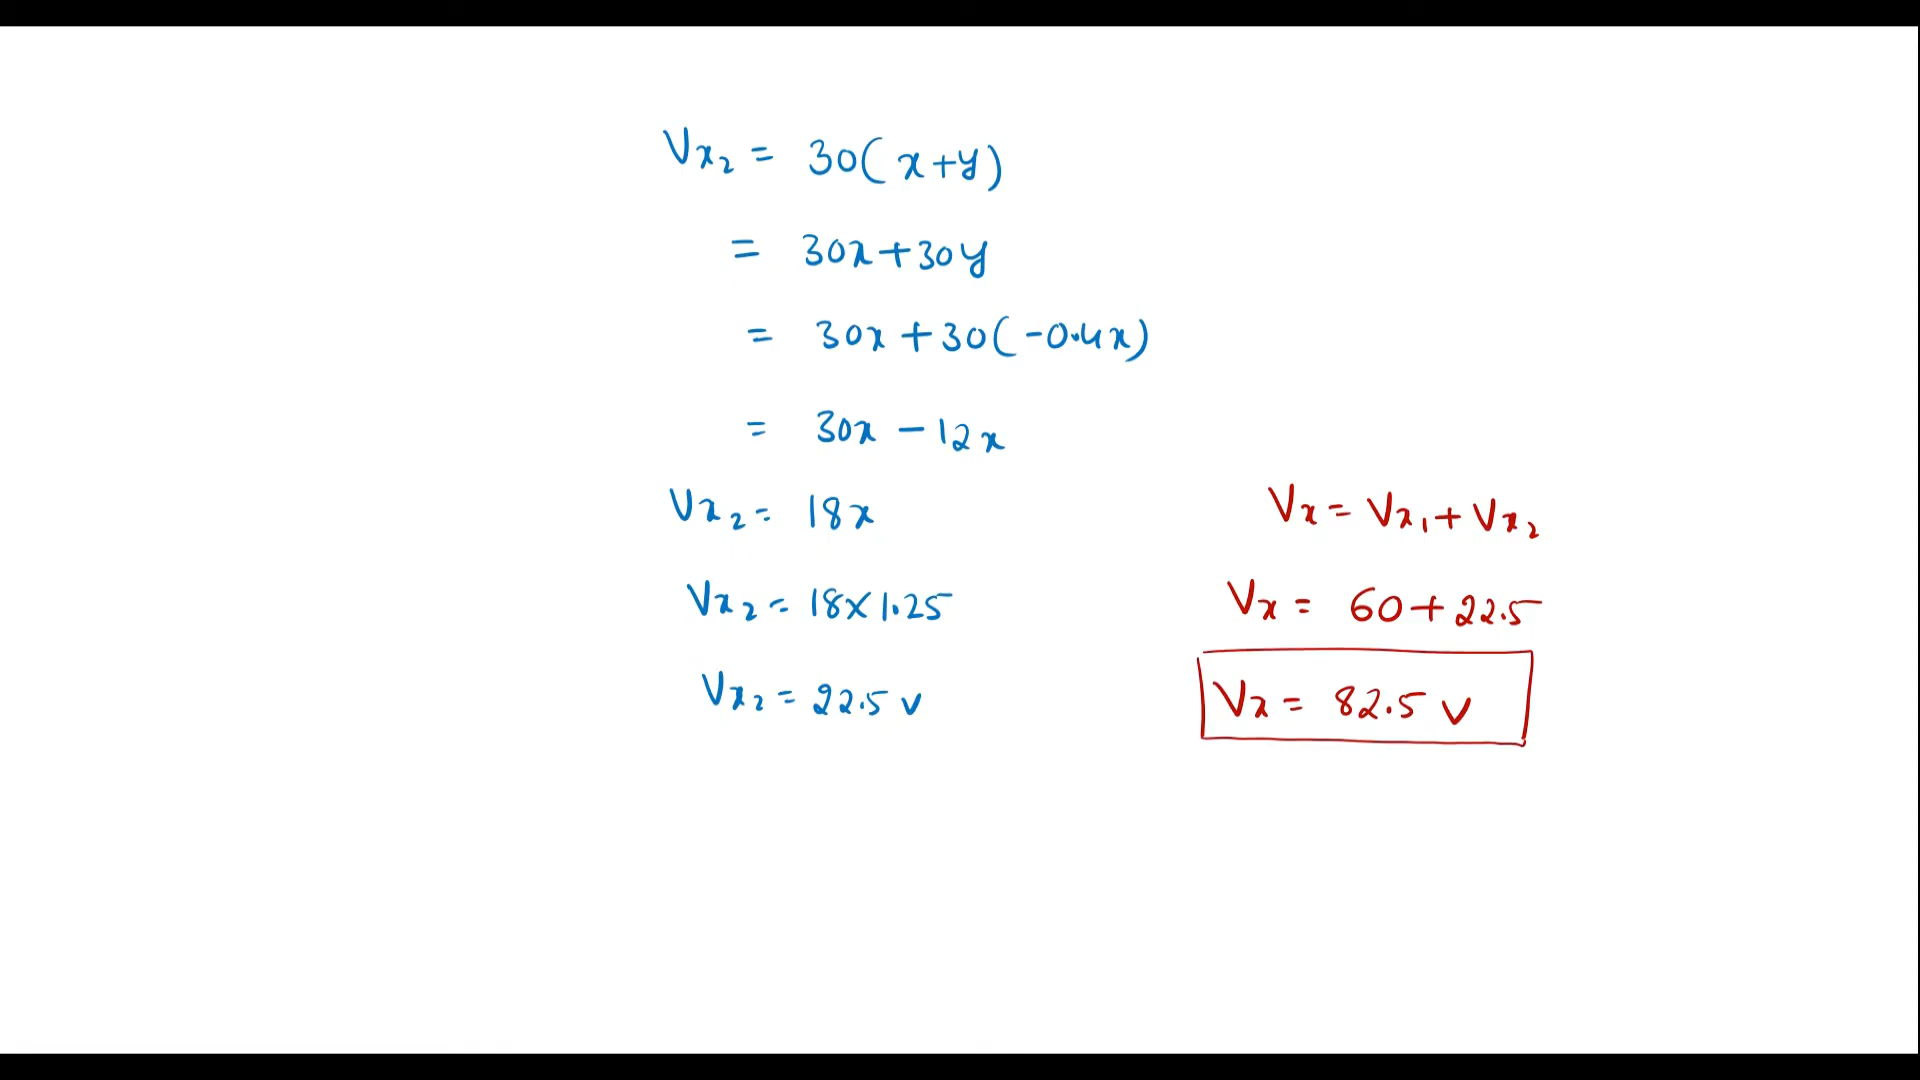 Vx₂ = 30(x+y)
= 30x+30y
= 30x+30(-0.4x)
= 30x - 12x
Vx₂ = 18x
Vx₂ = 18×1.25
Vx₂ = 22.5 v
Vx = Vx₁ + Vx₂
Vx = 60+22.5
Vx = 82.5 v